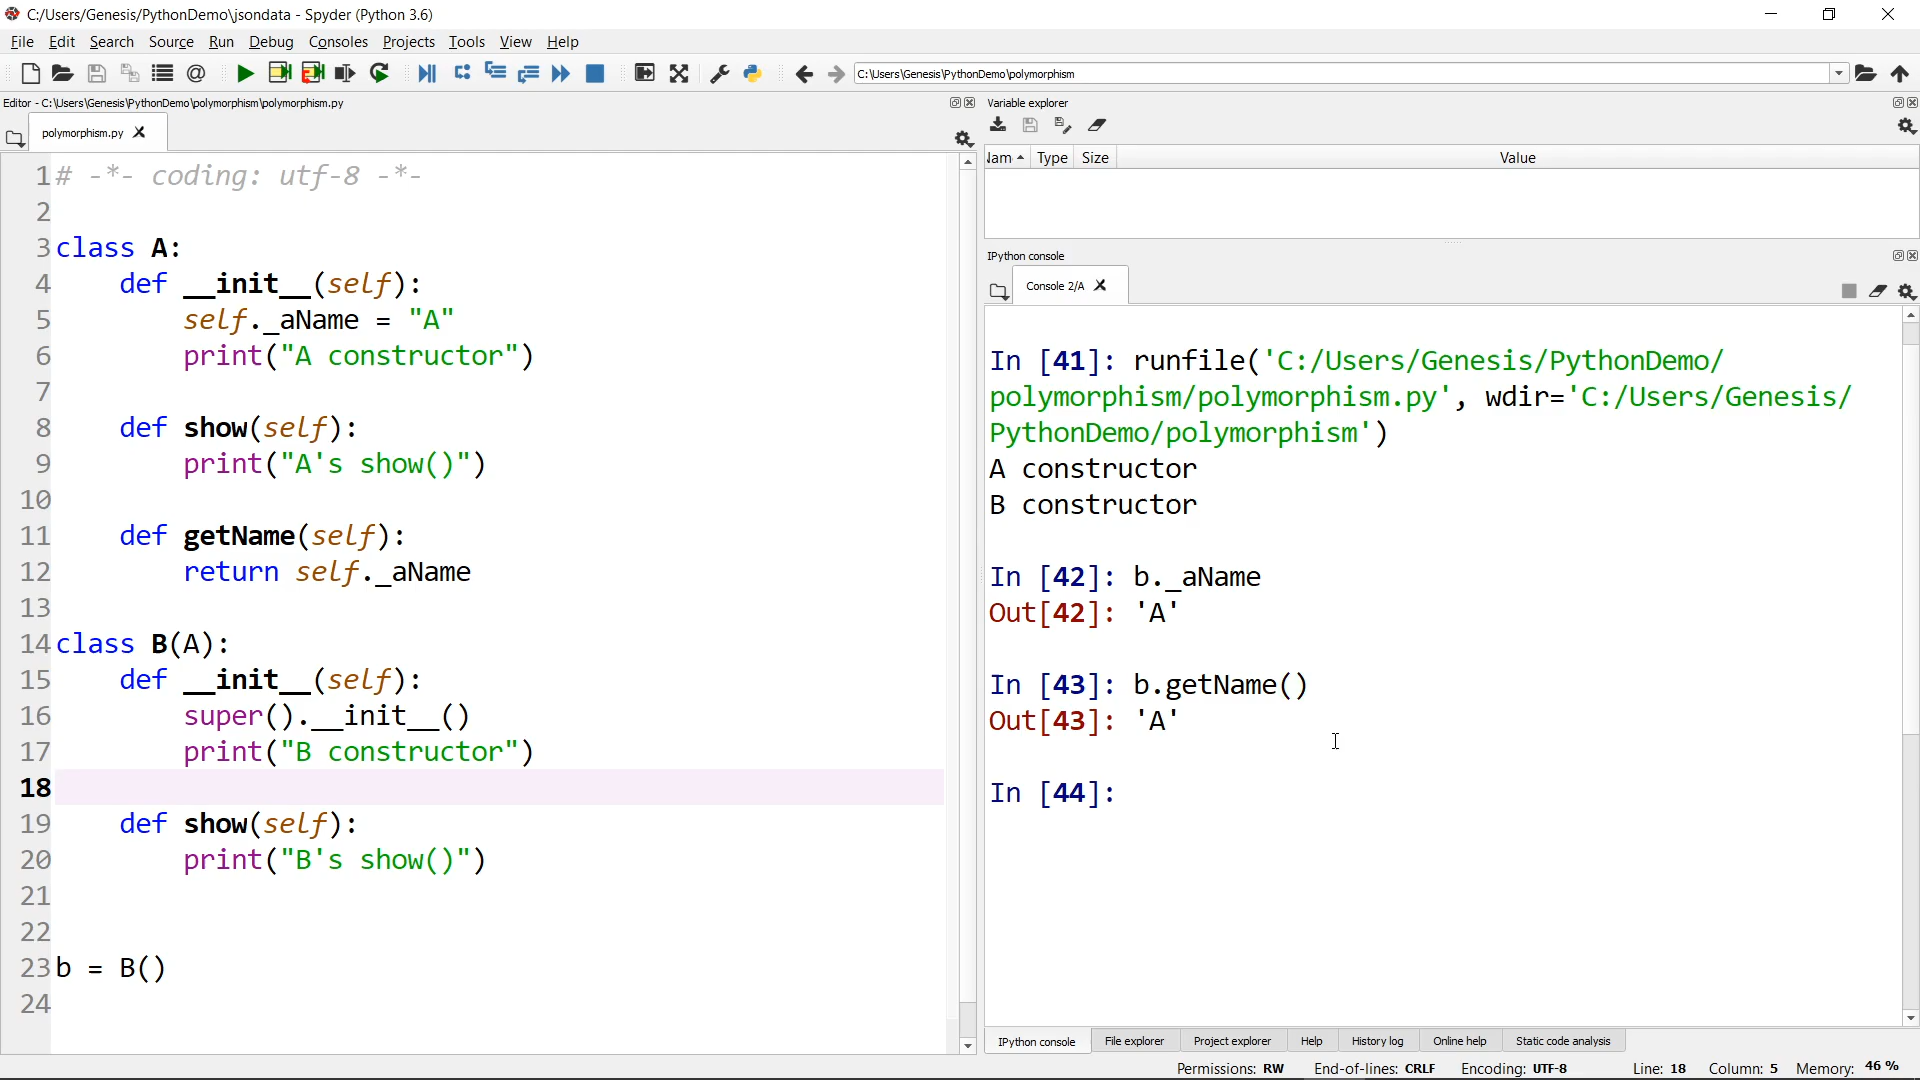 C:/Users/Genesis/PythonDemo\jsondata - Spyder (Python 3.6)
File Edit Search Source Run Debug Consoles Projects Tools View Help
C:\Users\Genesis\PythonDemo\polymorphism
Editor - C:\Users\Genesis\PythonDemo\polymorphism\polymorphism.py
polymorphism.py
1 # -*- coding: utf-8 -*-
2
3 class A:
4     def __init__(self):
5         self._aName = "A"
6         print("A constructor")
7
8     def show(self):
9         print("A's show()")
10
11     def getName(self):
12         return self._aName
13
14 class B(A):
15     def __init__(self):
16         super().__init__()
17         print("B constructor")
18
19     def show(self):
20         print("B's show()")
21
22
23 b = B()
24
Variable explorer
Nam Type Size Value
IPython console
Console 2/A
In [41]: runfile('C:/Users/Genesis/PythonDemo/
polymorphism/polymorphism.py', wdir='C:/Users/Genesis/
PythonDemo/polymorphism')
A constructor
B constructor
In [42]: b._aName
Out[42]: 'A'
In [43]: b.getName()
Out[43]: 'A'
In [44]:
IPython console File explorer Project explorer Help History log Online help Static code analysis
Permissions: RW End-of-lines: CRLF Encoding: UTF-8 Line: 18 Column: 5 Memory: 46 %